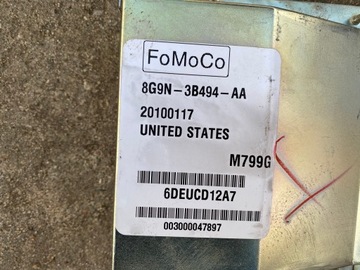 FoMoCo
8G9N-3B494-AA
20100117
UNITED STATES
M799G
6DEUCD12A7
003000047897